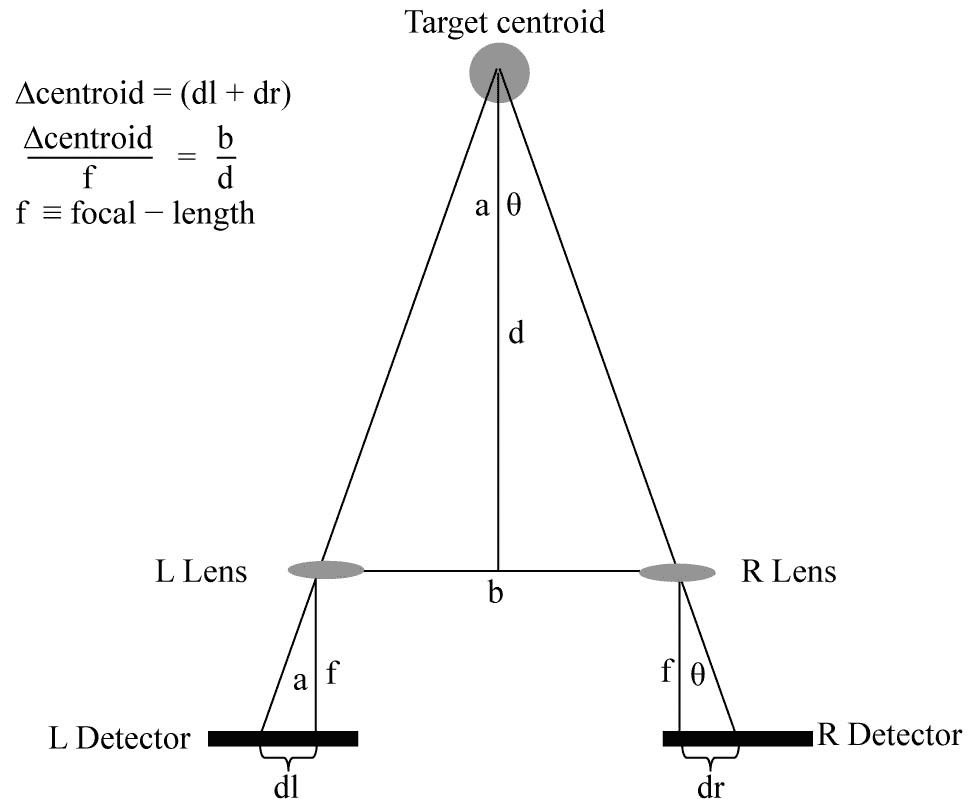 Target centroid
Δcentroid = (dl + dr)
Δcentroid
f
=
b
d
f ≡ focal − length
a
θ
d
L Lens
R Lens
b
a
f
f
θ
L Detector
R Detector
dl
dr